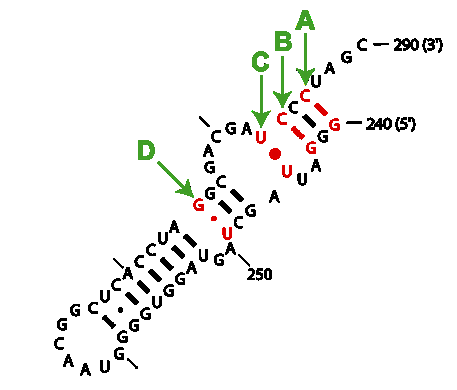 A
B
C
D
C G A U C C C U A G C 290 (3')
240 (5') G G G A U U A G C U A
250
G U A G G U G G G G U A A C G G C U C A C C U A
G G C G A